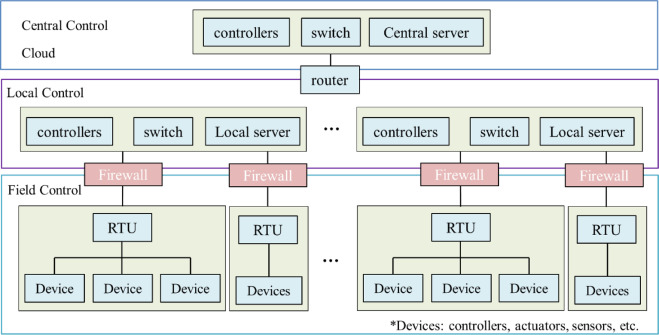 Central Control
Cloud
controllers switch Central server
router
Local Control
controllers switch Local server ... controllers switch Local server
Firewall Firewall Firewall Firewall
Field Control
RTU RTU ... RTU RTU
Device Device Device Devices Device Device Device Devices
*Devices: controllers, actuators, sensors, etc.